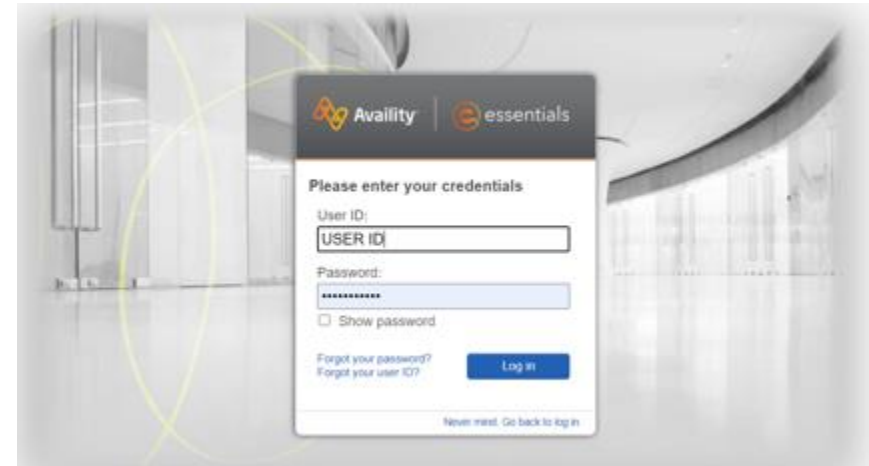 Availity essentials
Please enter your credentials
User ID:
USER ID
Password:
•••••••••••
Show password
Forgot your password?
Log in
Forgot your user ID?
Never mind. Go back to log in